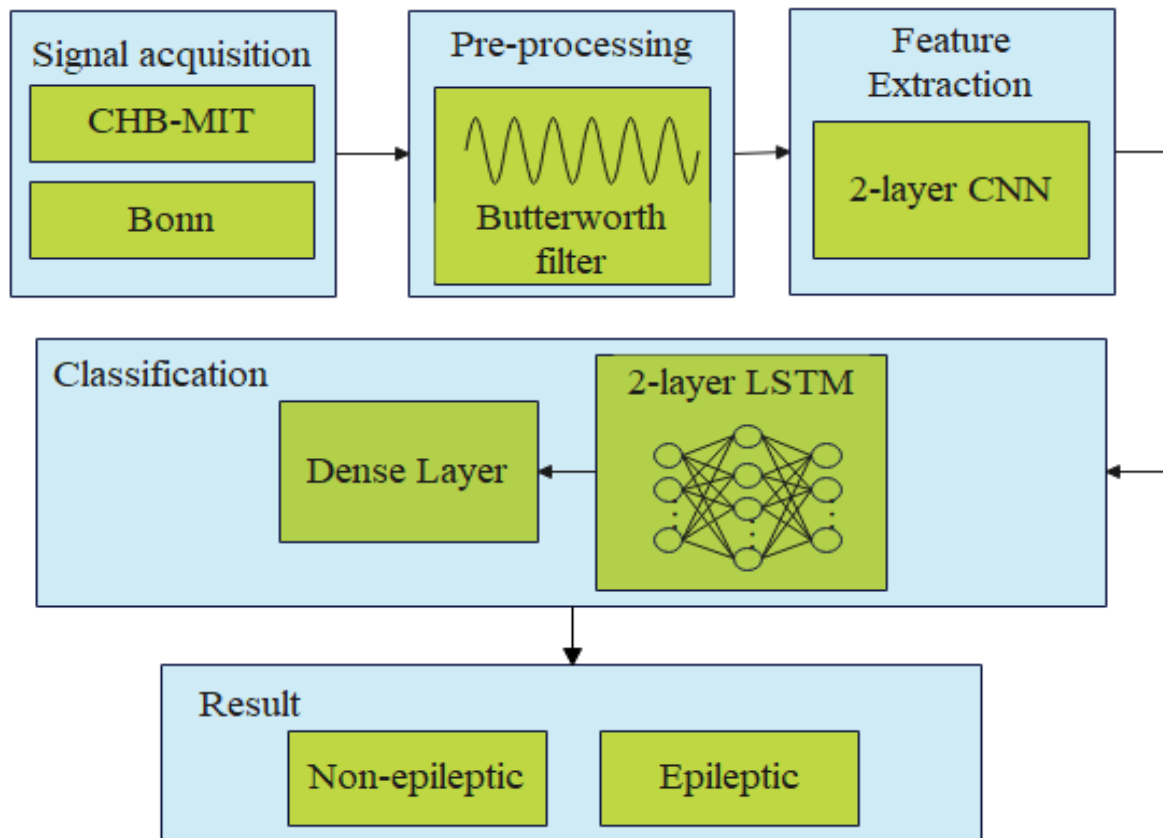 Signal acquisition
CHB-MIT
Bonn
Pre-processing
Butterworth
filter
Feature
Extraction
2-layer CNN
Classification
2-layer LSTM
Dense Layer
Result
Non-epileptic
Epileptic